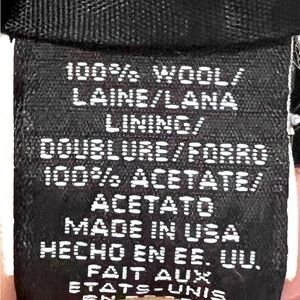 100% WOOL/
LAINE/LANA
LINING/
DOUBLURE/FORRO
100% ACETATE/
ACETATO
MADE IN USA
HECHO EN EE. UU.
FAIT AUX
ETATS-UNIS